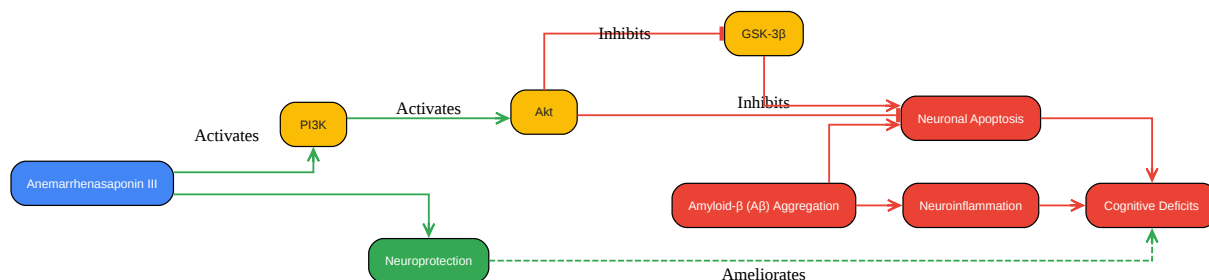 Inhibits
GSK-3β
Activates
Akt
Inhibits
Activates
PI3K
Neuronal Apoptosis
Anemarrhenasaponin III
Amyloid-β (Aβ) Aggregation
Neuroinflammation
Cognitive Deficits
Neuroprotection
Ameliorates